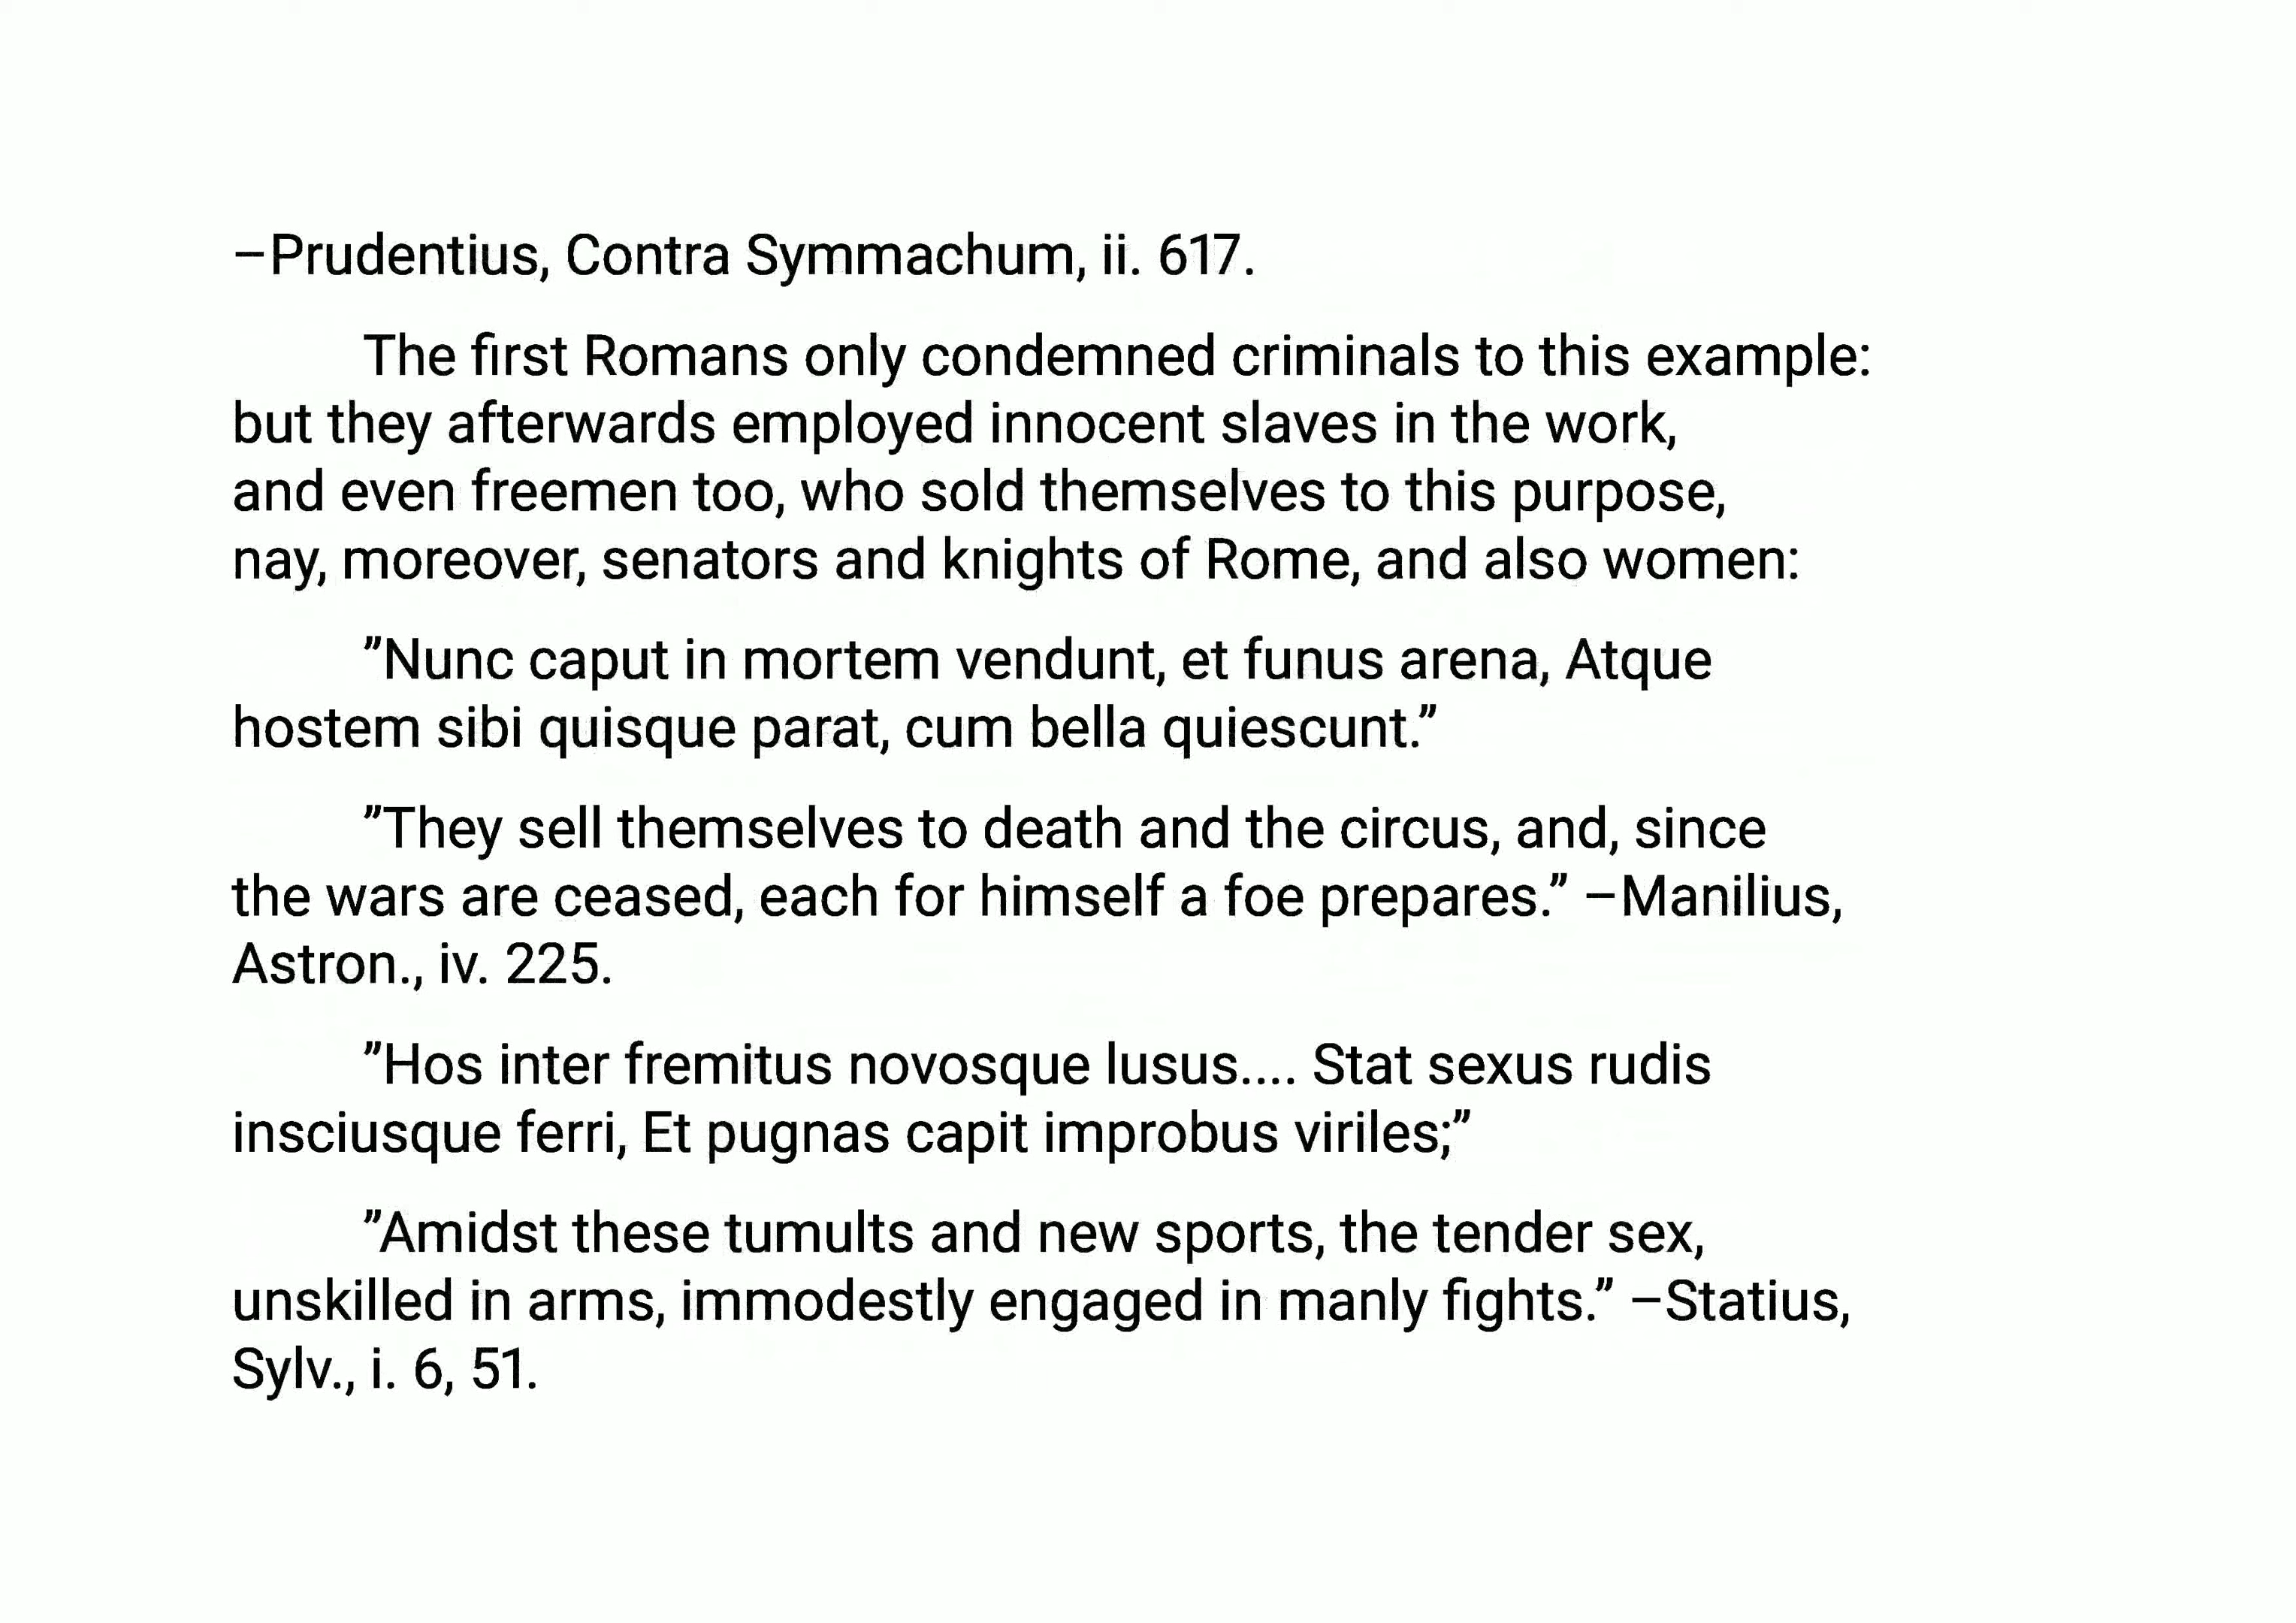 –Prudentius, Contra Symmachum, ii. 617.
The first Romans only condemned criminals to this example:
but they afterwards employed innocent slaves in the work,
and even freemen too, who sold themselves to this purpose,
nay, moreover, senators and knights of Rome, and also women:
”Nunc caput in mortem vendunt, et funus arena, Atque
hostem sibi quisque parat, cum bella quiescunt.”
”They sell themselves to death and the circus, and, since
the wars are ceased, each for himself a foe prepares.” –Manilius,
Astron., iv. 225.
”Hos inter fremitus novosque lusus.... Stat sexus rudis
insciusque ferri, Et pugnas capit improbus viriles;”
”Amidst these tumults and new sports, the tender sex,
unskilled in arms, immodestly engaged in manly fights.” –Statius,
Sylv., i. 6, 51.